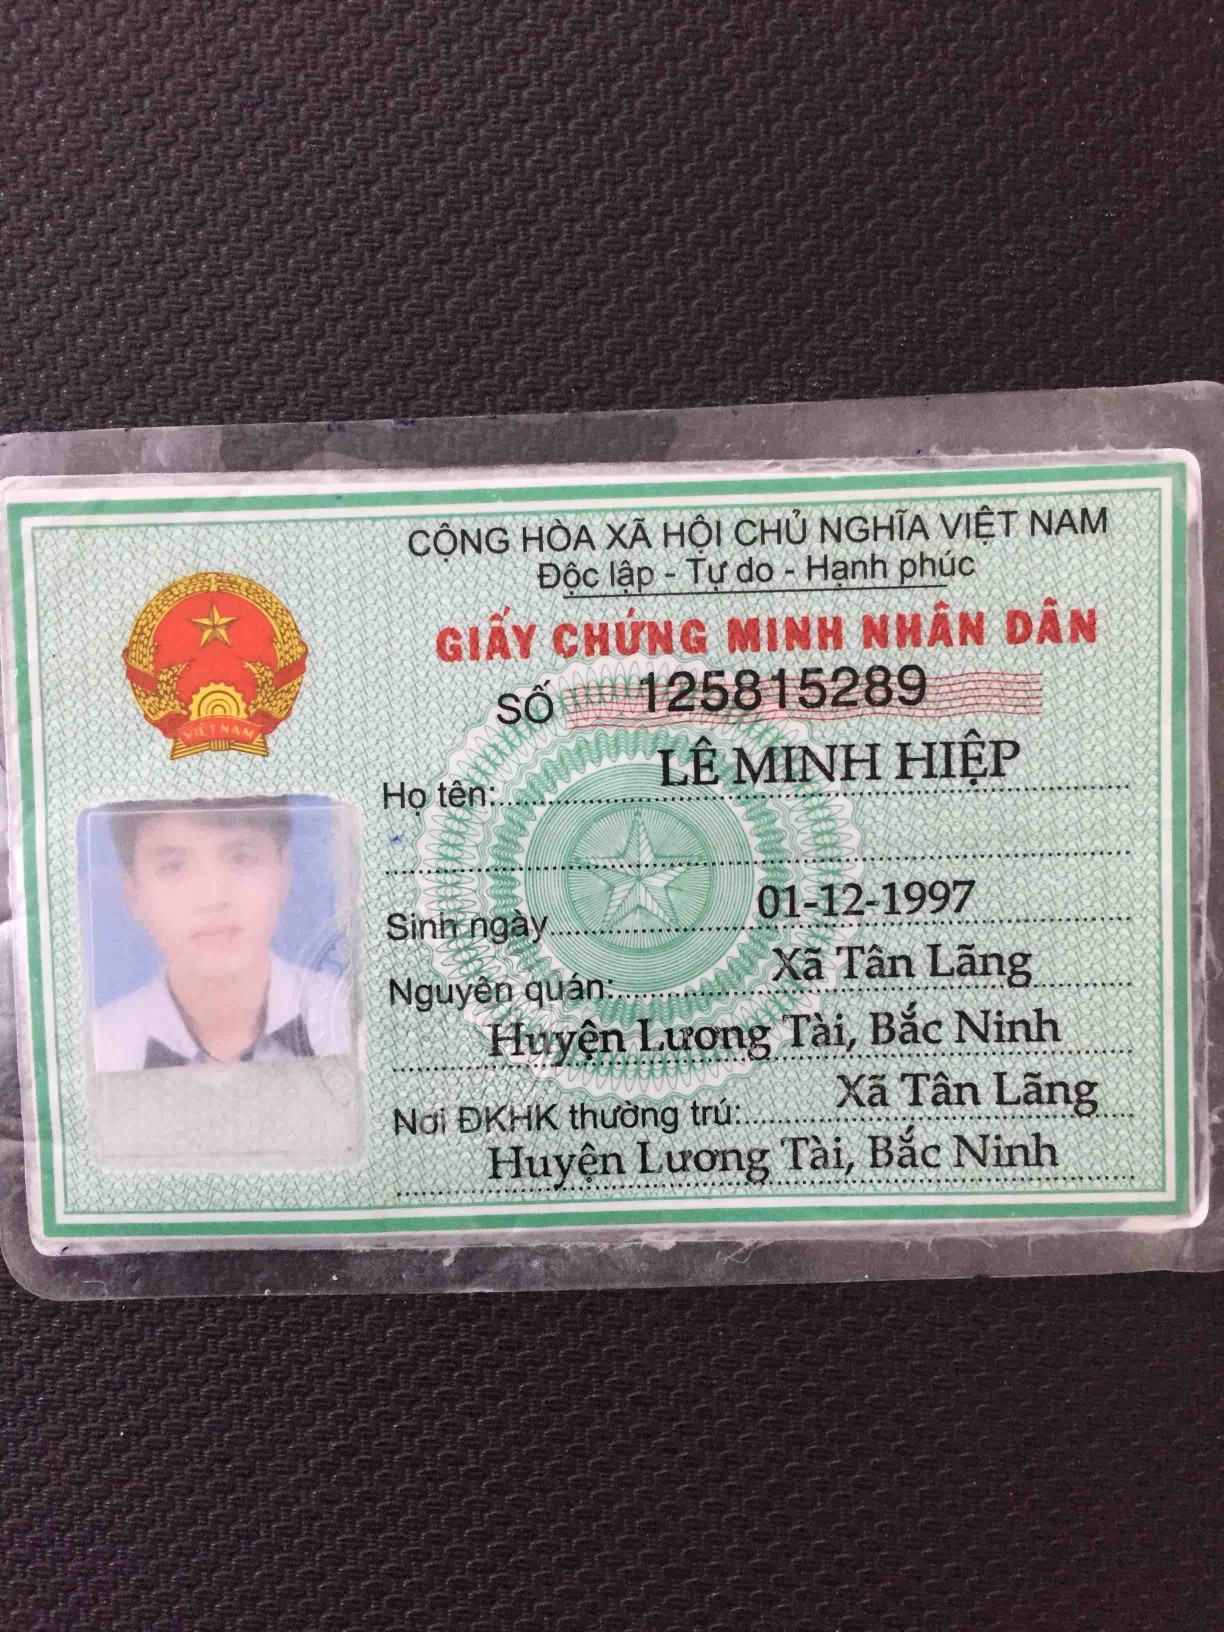 CỘNG HÒA XÃ HỘI CHỦ NGHĨA VIỆT NAM
Độc lập - Tự do - Hạnh phúc
GIẤY CHỨNG MINH NHÂN DÂN
SỐ 125815289
VIỆT NAM
Họ tên: LÊ MINH HIỆP
Sinh ngày 01-12-1997
Nguyên quán: Xã Tân Lãng
Huyện Lương Tài, Bắc Ninh
Nơi ĐKHK thường trú: Xã Tân Lãng
Huyện Lương Tài, Bắc Ninh